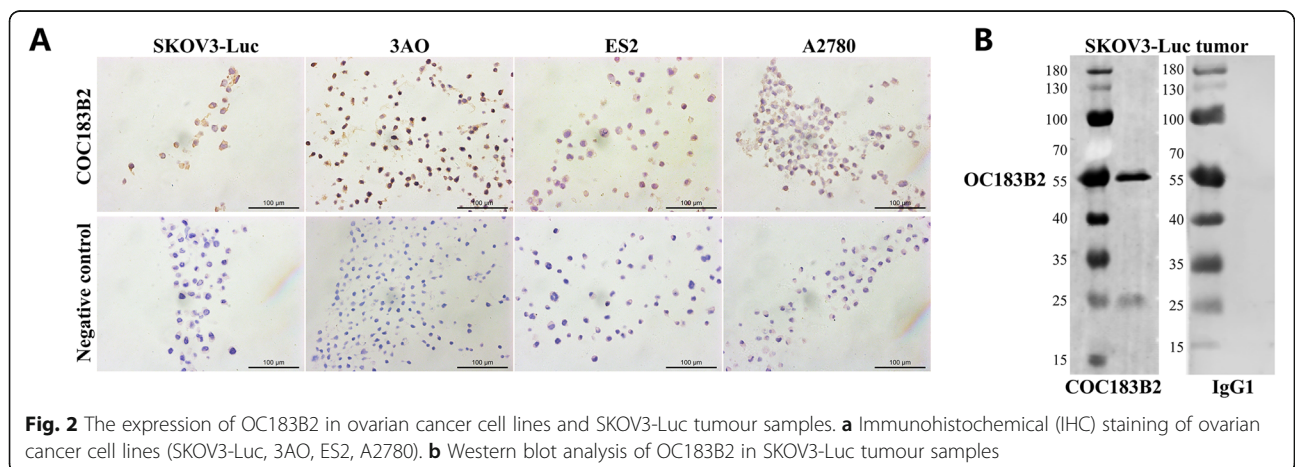 A
SKOV3-Luc 3AO ES2 A2780
COC183B2
100 μm 100 μm 100 μm 100 μm
Negative control
100 μm 100 μm 100 μm 100 μm
B
SKOV3-Luc tumor
180 180
130 130
100 100
70 70
OC183B2 55 55
40 40
35 35
25 25
15 15
COC183B2 IgG1
Fig. 2 The expression of OC183B2 in ovarian cancer cell lines and SKOV3-Luc tumour samples. a Immunohistochemical (IHC) staining of ovarian
cancer cell lines (SKOV3-Luc, 3AO, ES2, A2780). b Western blot analysis of OC183B2 in SKOV3-Luc tumour samples